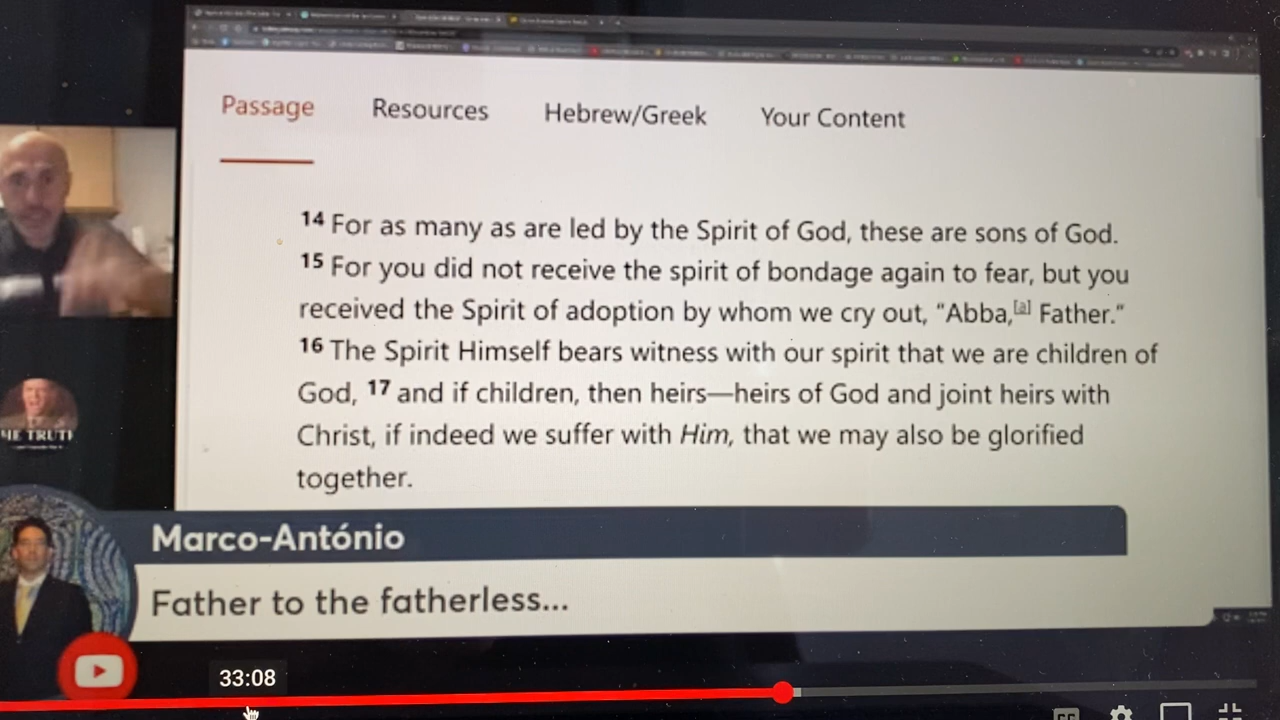 Passage Resources Hebrew/Greek Your Content
14 For as many as are led by the Spirit of God, these are sons of God.
15 For you did not receive the spirit of bondage again to fear, but you
received the Spirit of adoption by whom we cry out, “Abba,[a] Father.”
16 The Spirit Himself bears witness with our spirit that we are children of
God, 17 and if children, then heirs—heirs of God and joint heirs with
Christ, if indeed we suffer with Him, that we may also be glorified
together.
Marco-António
Father to the fatherless...
33:08
CC